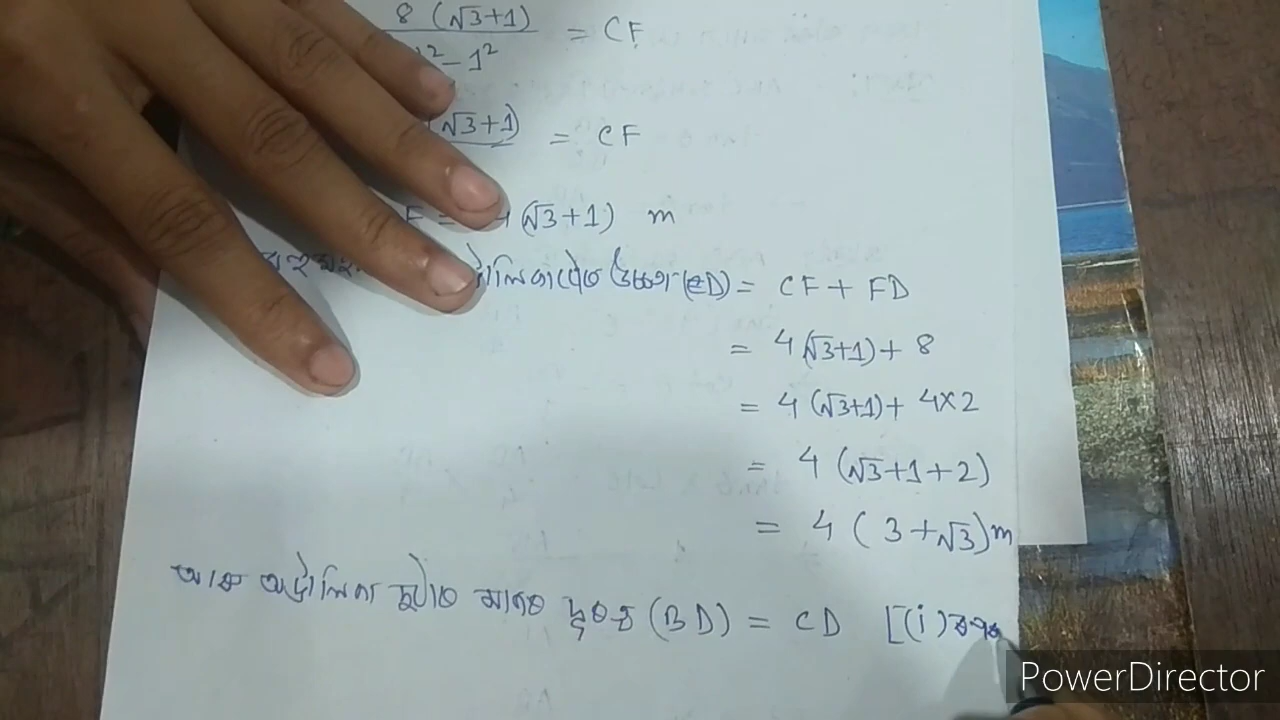 8 (√3+1) = CF
² - 1²
(√3+1) = CF
F = 4 (√3+1) m
উচ্চতা (CD) = CF + FD
= 4 (√3+1) + 8
= 4 (√3+1) + 4×2
= 4 (√3+1+2)
= 4 (3+√3) m
আৰু অট্টালিকা দুটাৰ মাজৰ দূৰত্ব (BD) = CD [(i)
PowerDirector